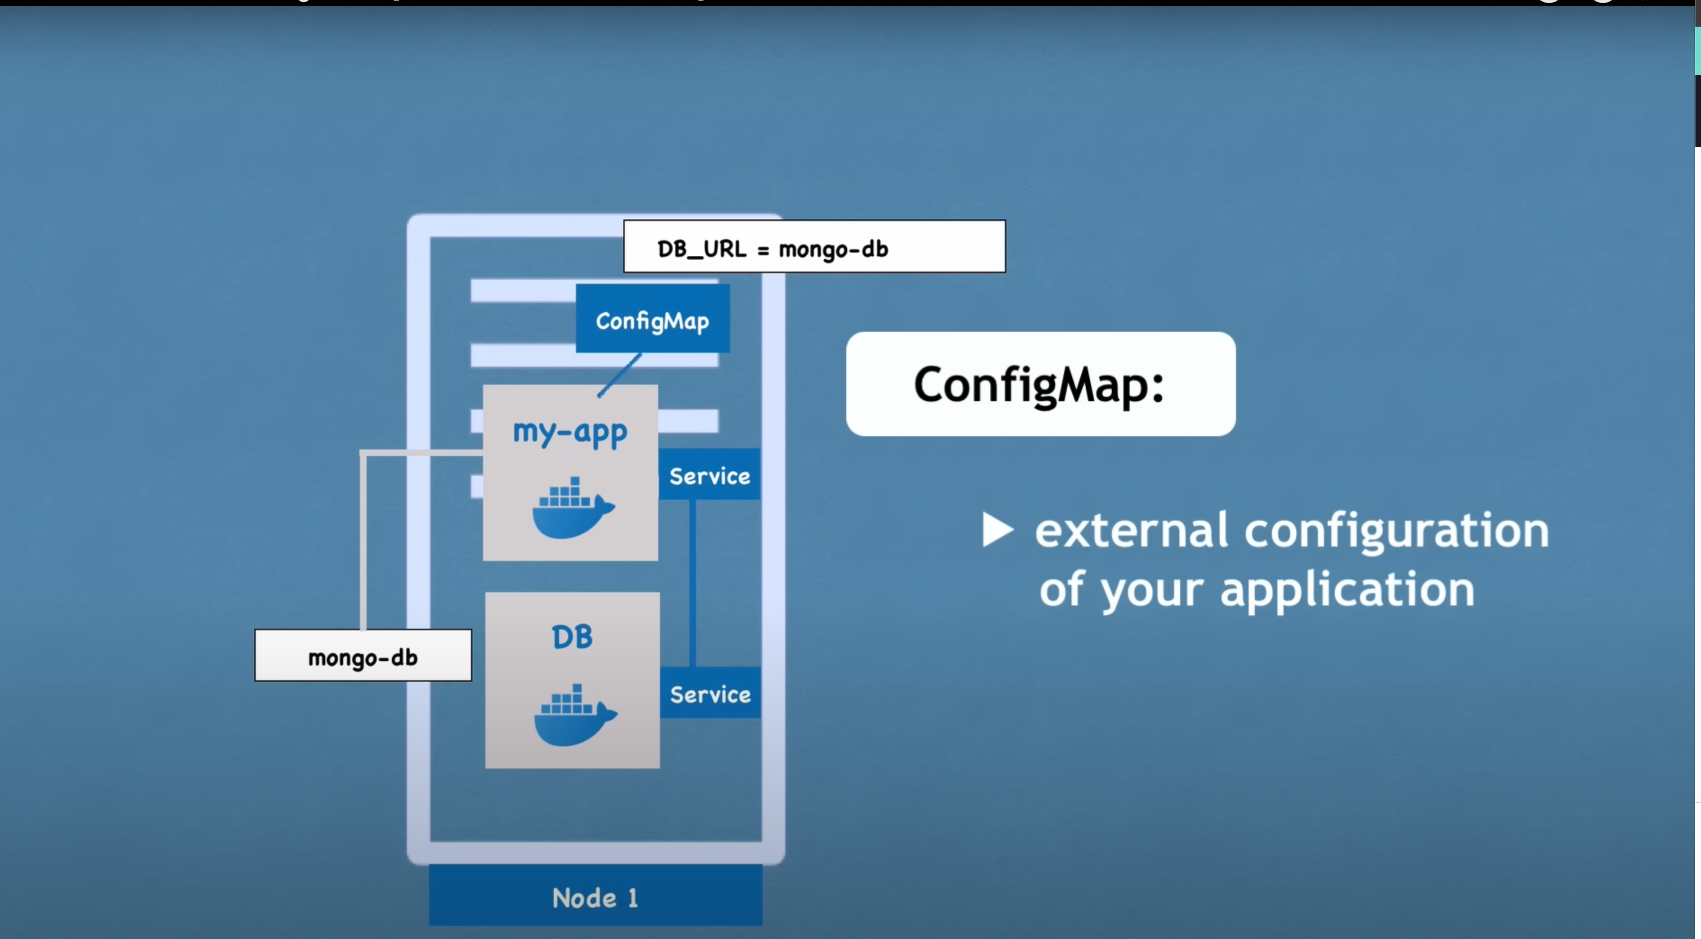 DB_URL = mongo-db
ConfigMap
ConfigMap:
my-app
Service
external configuration
of your application
DB
mongo-db
Service
Node 1